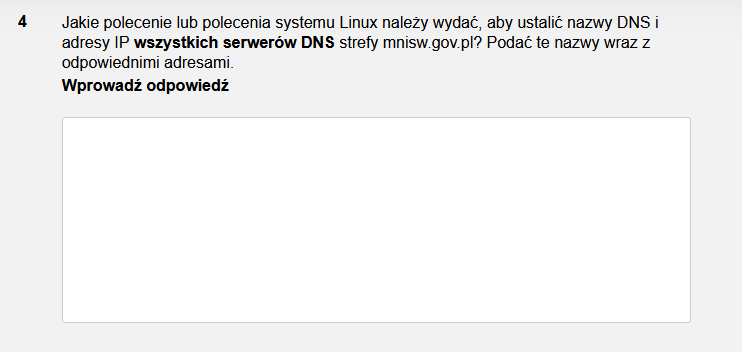 4 Jakie polecenie lub polecenia systemu Linux należy wydać, aby ustalić nazwy DNS i
adresy IP wszystkich serwerów DNS strefy mnisw.gov.pl? Podać te nazwy wraz z
odpowiednimi adresami.
Wprowadź odpowiedź